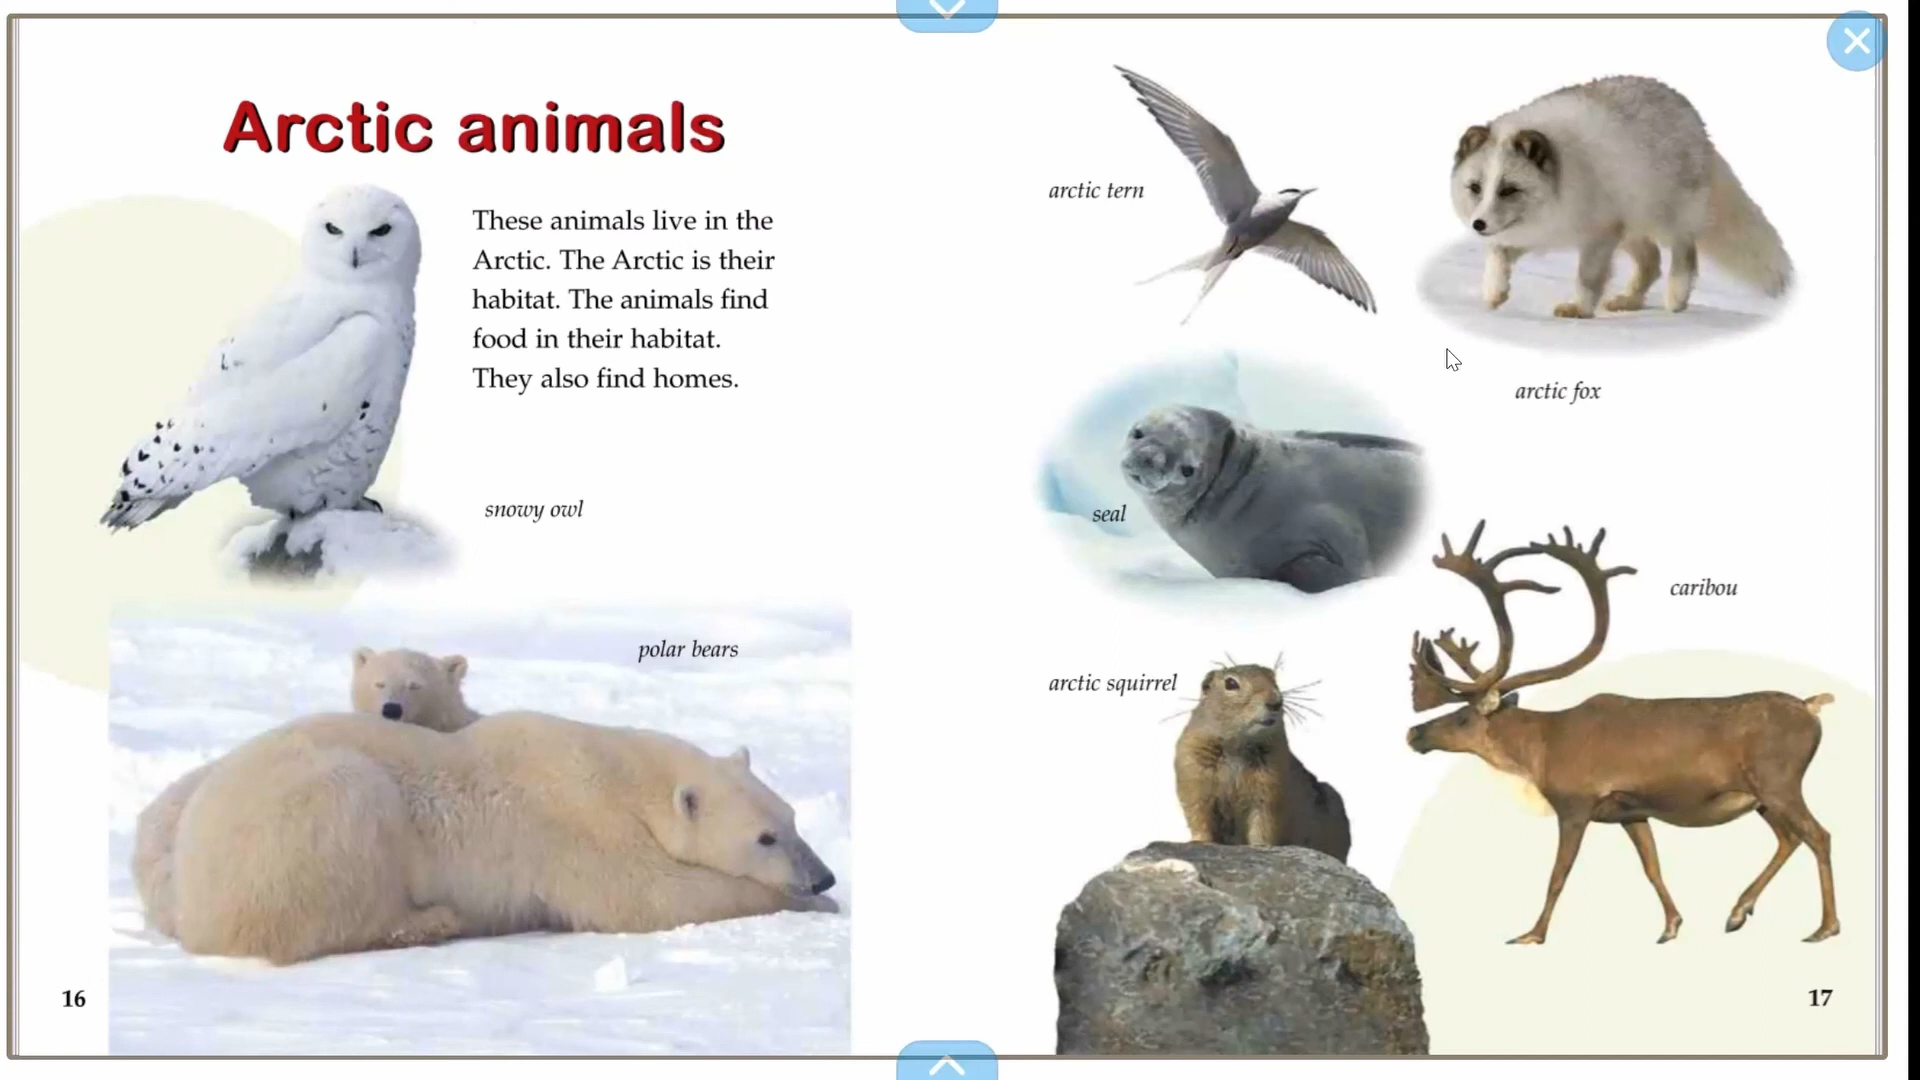 Arctic animals
These animals live in the
Arctic. The Arctic is their
habitat. The animals find
food in their habitat.
They also find homes.
snowy owl
polar bears
16
arctic tern
arctic fox
seal
caribou
arctic squirrel
17